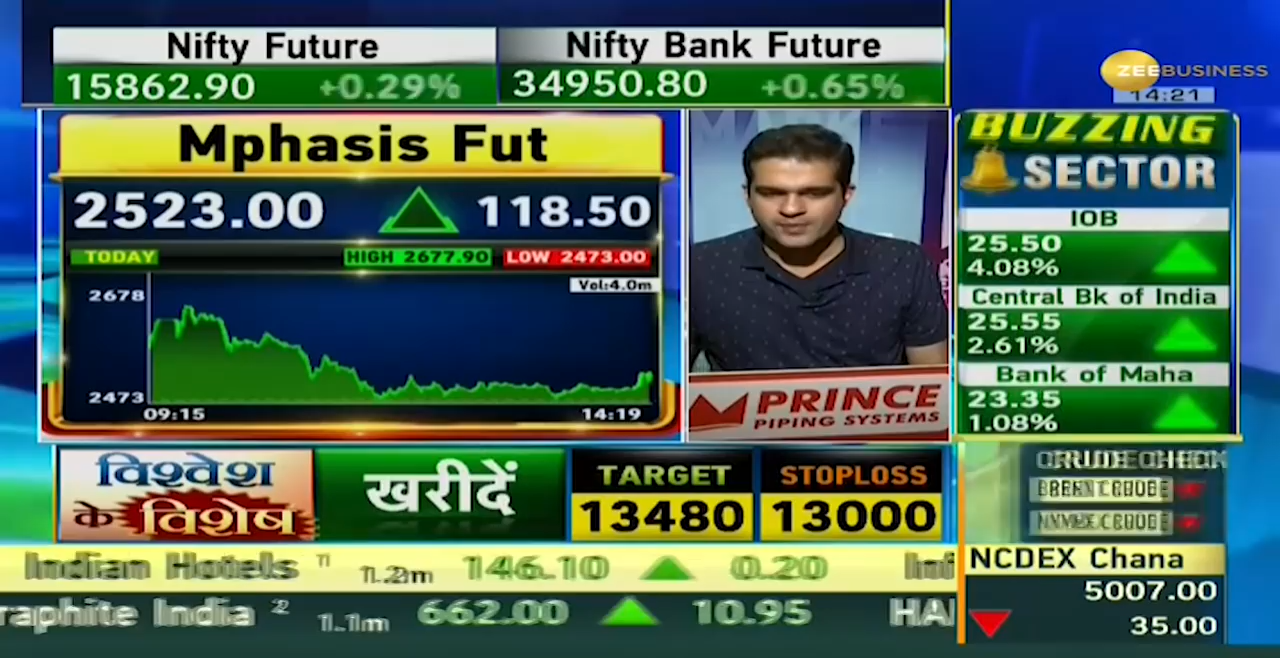 Nifty Future
15862.90 +0.29%
Nifty Bank Future
34950.80 +0.65%
ZEEBUSINESS
14:21
Mphasis Fut
2523.00 118.50
TODAY HIGH 2677.90 LOW 2473.00
Vol:4.0m
2678
2473
09:15 14:19
PRINCE
PIPING SYSTEMS
BUZZING
SECTOR
IOB
25.50
4.08%
Central Bk of India
25.55
2.61%
Bank of Maha
23.35
1.08%
विश्वेश
के विशेष
खरीदें
TARGET
13480
STOPLOSS
13000
NCDEX Chana
5007.00
35.00
Indian Hotels 1.2m 146.10 0.20
raphite India 2 1.1m 662.00 10.95 HA